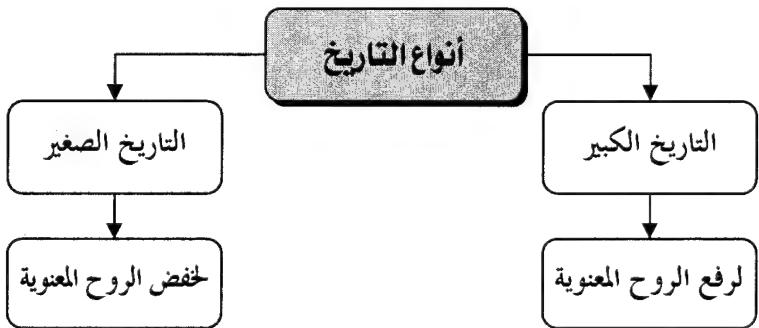 أنواع التاريخ
التاريخ الكبير
التاريخ الصغير
لرفع الروح المعنوية
لخفض الروح المعنوية